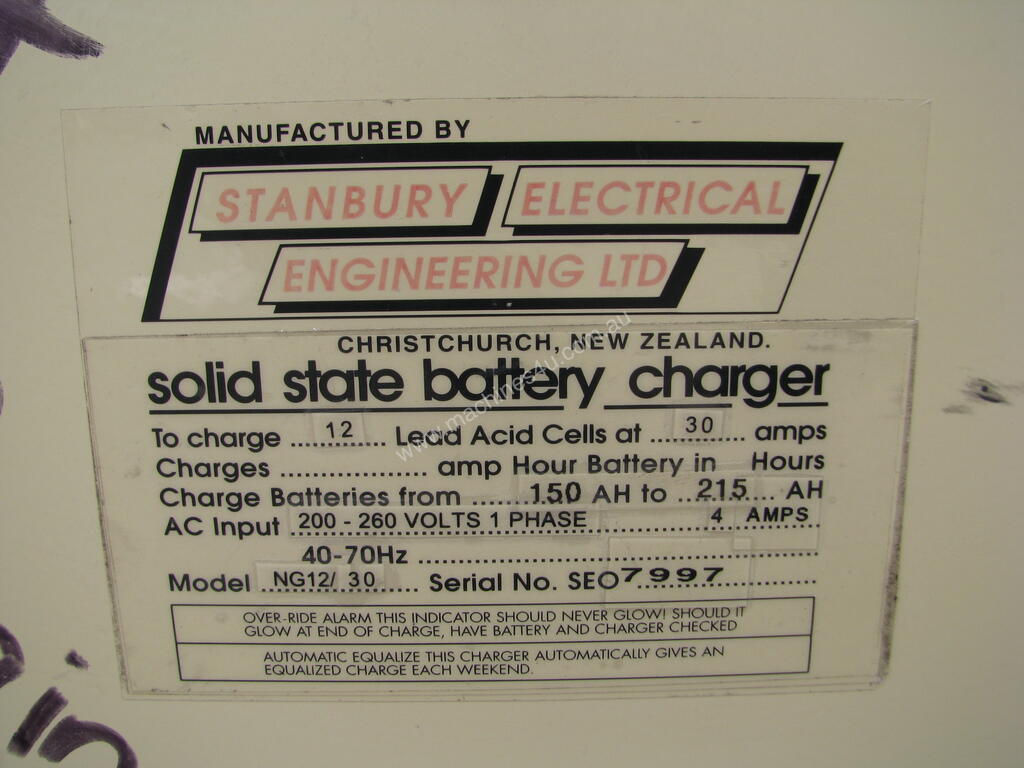 MANUFACTURED BY
STANBURY ELECTRICAL
ENGINEERING LTD
CHRISTCHURCH, NEW ZEALAND.
solid state battery charger
To charge ......12...... Lead Acid Cells at ......30...... amps
Charges .................... amp Hour Battery in Hours
Charge Batteries from ........150 AH to ..215.... AH
AC Input 200 - 260 VOLTS 1 PHASE 4 AMPS
40-70Hz ..................................................
Model ..NG12/ 30...... Serial No. SEO7997..............
OVER-RIDE ALARM THIS INDICATOR SHOULD NEVER GLOW! SHOULD IT
GLOW AT END OF CHARGE, HAVE BATTERY AND CHARGER CHECKED
AUTOMATIC EQUALIZE THIS CHARGER AUTOMATICALLY GIVES AN
EQUALIZED CHARGE EACH WEEKEND.
www.machines4u.com.au